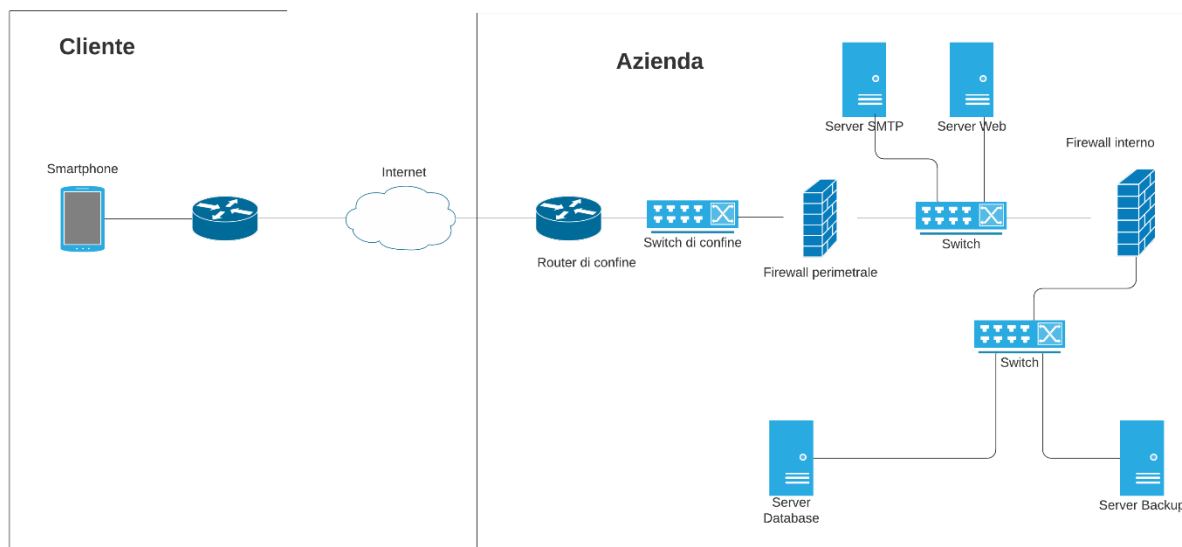 Cliente
Azienda
Server SMTP
Server Web
Firewall interno
Smartphone
Internet
Router di confine
Switch di confine
Firewall perimetrale
Switch
Switch
Server
Database
Server Backup